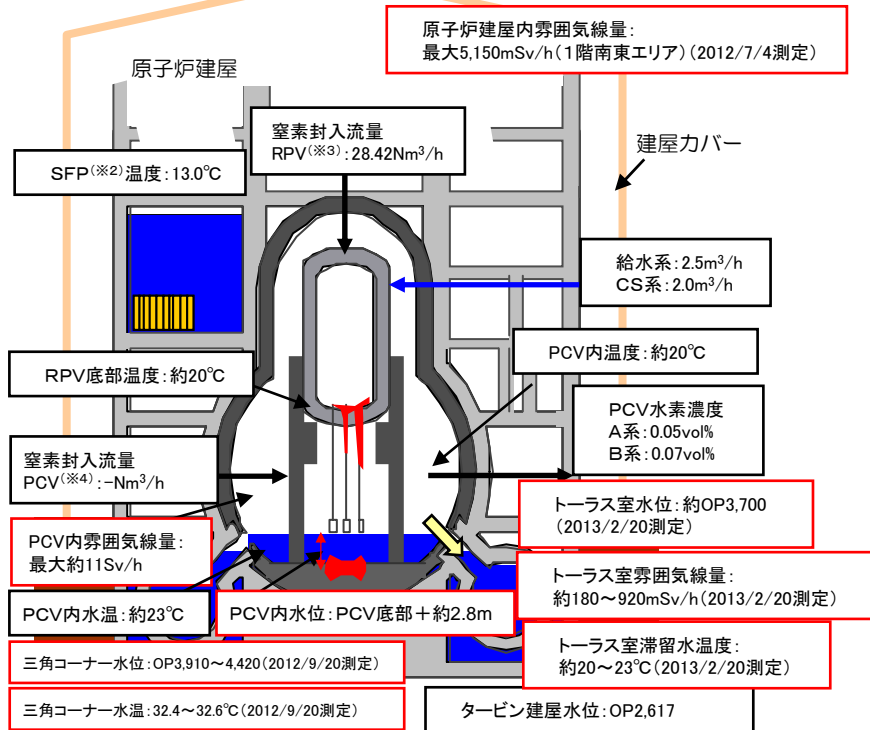 原子炉建屋内雰囲気線量：
最大5,150mSv/h（１階南東エリア）（2012/7/4測定）
原子炉建屋
窒素封入流量
RPV(※3)：28.42Nm³/h
建屋カバー
SFP(※2)温度：13.0℃
給水系：2.5m³/h
ＣＳ系：2.0m³/h
PCV内温度：約20℃
ＲＰＶ底部温度：約20℃
PCV水素濃度
Ａ系：0.05vol%
Ｂ系：0.07vol%
窒素封入流量
PCV(※4)：-Nm³/h
トーラス室水位：約OP3,700
（2013/2/20測定）
PCV内雰囲気線量：
最大約11Sv/h
トーラス室雰囲気線量：
約180～920mSv/h（2013/2/20測定）
PCV内水温：約23℃
PCV内水位：PCV底部＋約2.8m
トーラス室滞留水温度：
約20～23℃（2013/2/20測定）
三角コーナー水位：OP3,910～4,420（2012/9/20測定）
三角コーナー水温：32.4～32.6℃（2012/9/20測定）
タービン建屋水位：OP2,617